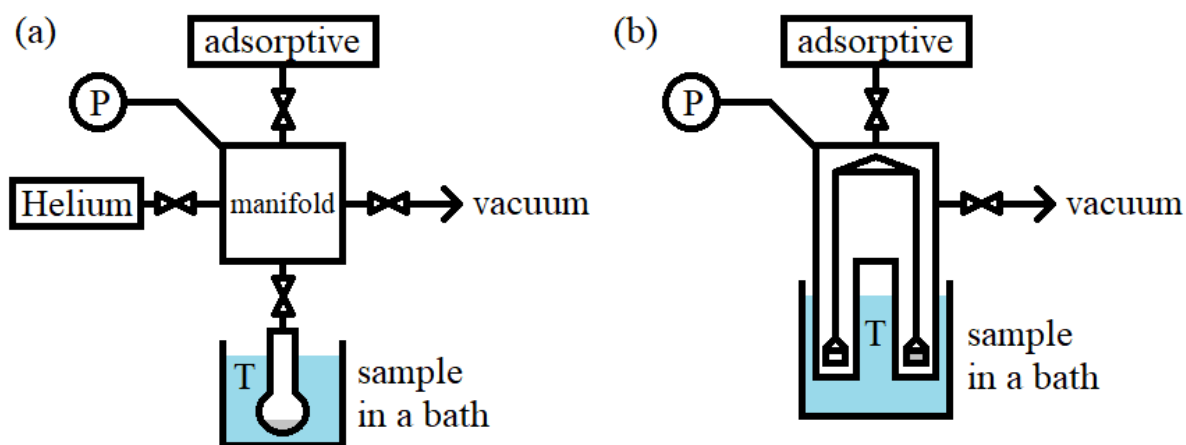 (a)
adsorptive
P
Helium
manifold
vacuum
T
sample
in a bath
(b)
adsorptive
P
vacuum
T
sample
in a bath